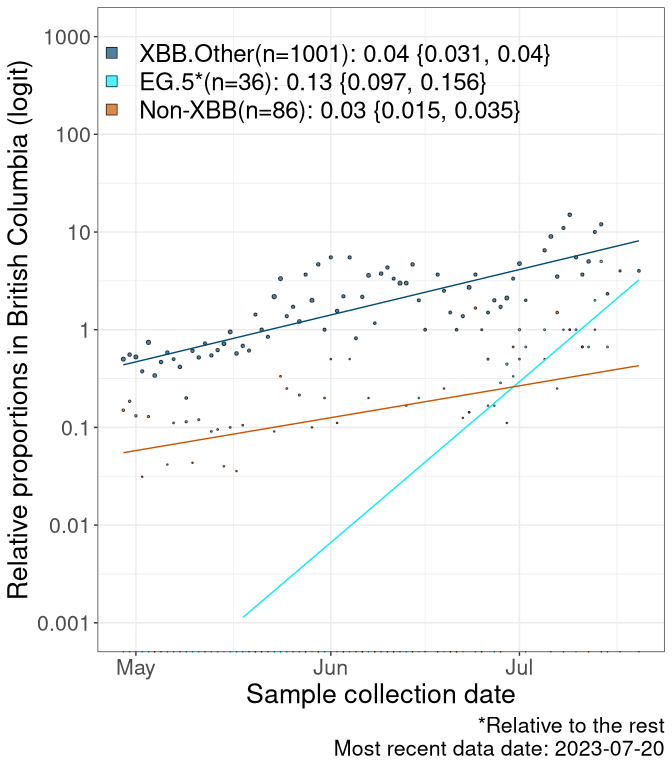 XBB.Other(n=1001): 0.04 {0.031, 0.04}
EG.5*(n=36): 0.13 {0.097, 0.156}
Non-XBB(n=86): 0.03 {0.015, 0.035}
Relative proportions in British Columbia (logit)
1000
100
10
1
0.1
0.01
0.001
May Jun Jul
Sample collection date
*Relative to the rest
Most recent data date: 2023-07-20